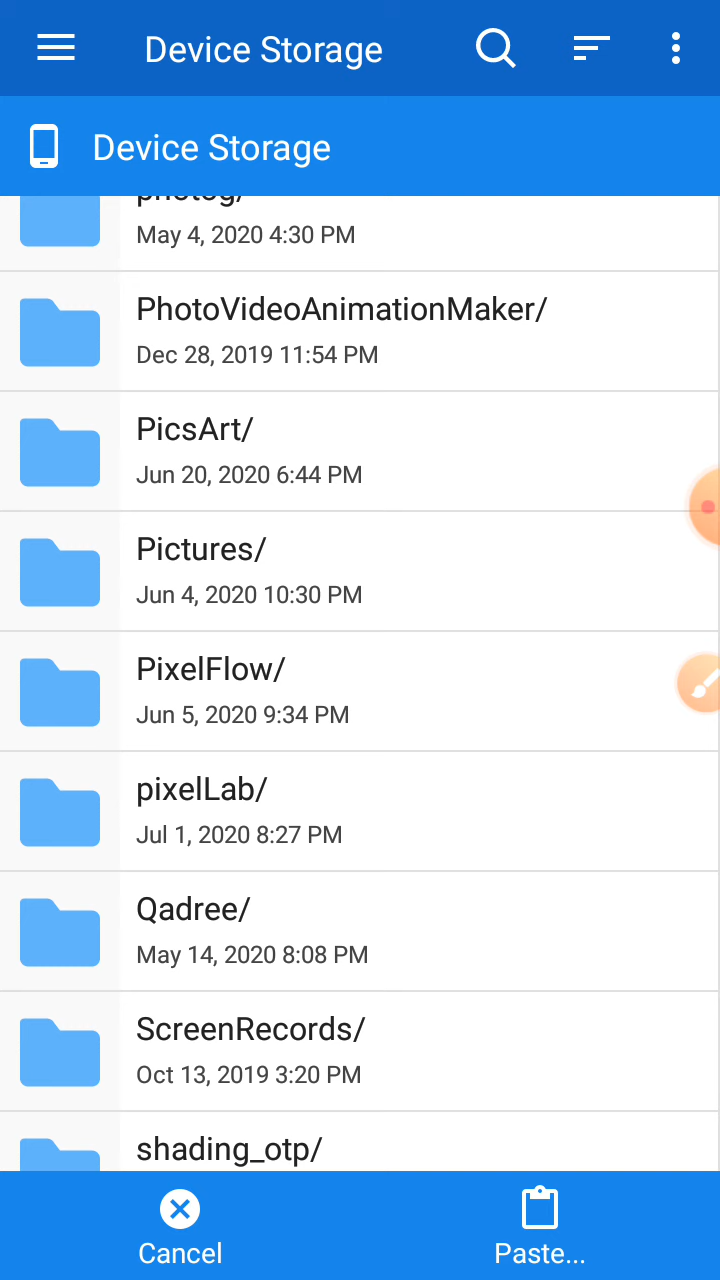 Device Storage
Device Storage
photog/
May 4, 2020 4:30 PM
PhotoVideoAnimationMaker/
Dec 28, 2019 11:54 PM
PicsArt/
Jun 20, 2020 6:44 PM
Pictures/
Jun 4, 2020 10:30 PM
PixelFlow/
Jun 5, 2020 9:34 PM
pixelLab/
Jul 1, 2020 8:27 PM
Qadree/
May 14, 2020 8:08 PM
ScreenRecords/
Oct 13, 2019 3:20 PM
shading_otp/
Cancel
Paste...